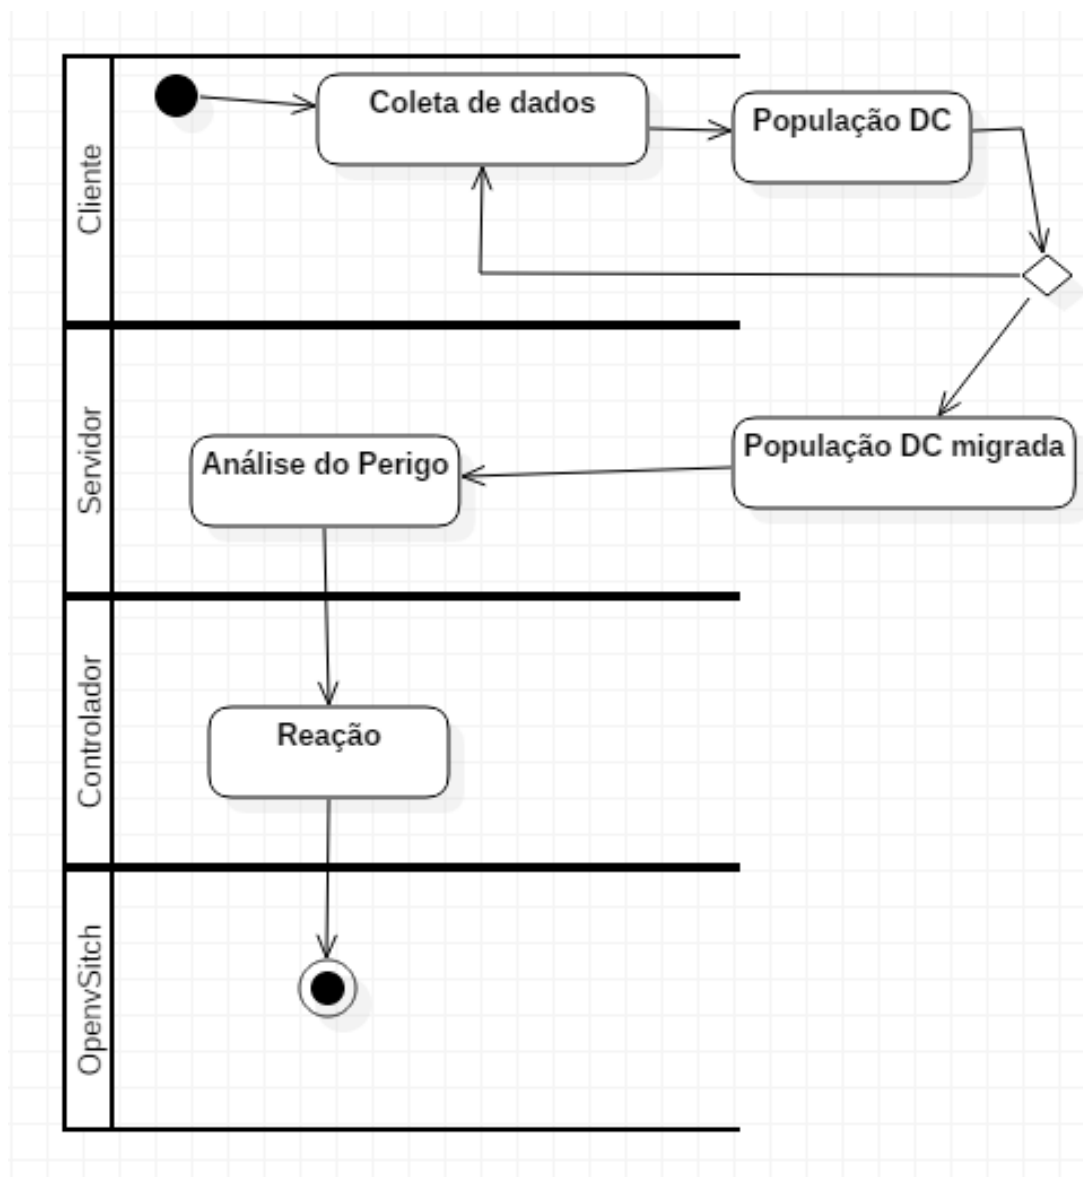 Cliente
Coleta de dados
População DC
Servidor
População DC migrada
Análise do Perigo
Controlador
Reação
OpenvSitch